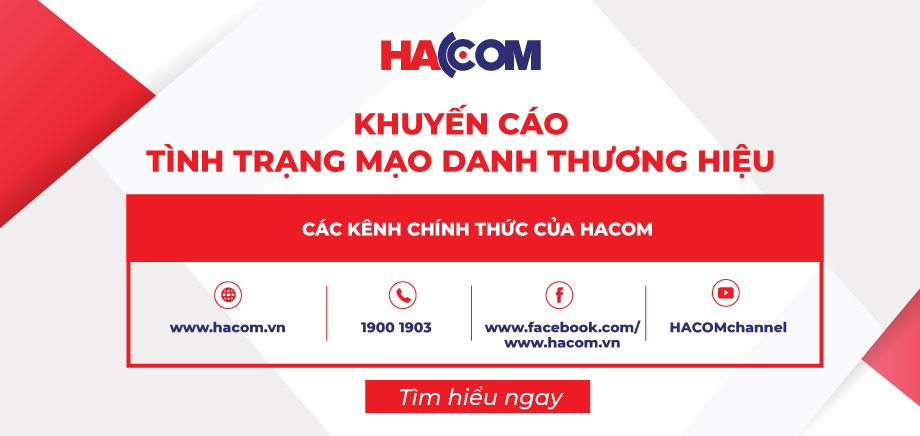 HACOM
KHUYẾN CÁO
TÌNH TRẠNG MẠO DANH THƯƠNG HIỆU
CÁC KÊNH CHÍNH THỨC CỦA HACOM
www.hacom.vn
1900 1903
www.facebook.com/
www.hacom.vn
HACOMchannel
Tìm hiểu ngay